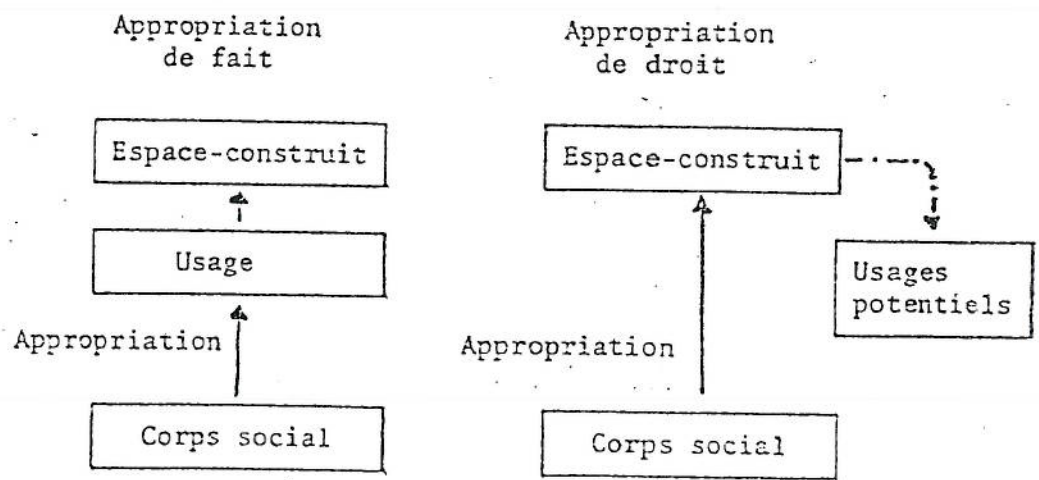 Appropriation
de fait
Espace-construit
Usage
Appropriation
Corps social
Appropriation
de droit
Espace-construit
Usages
potentiels
Appropriation
Corps social